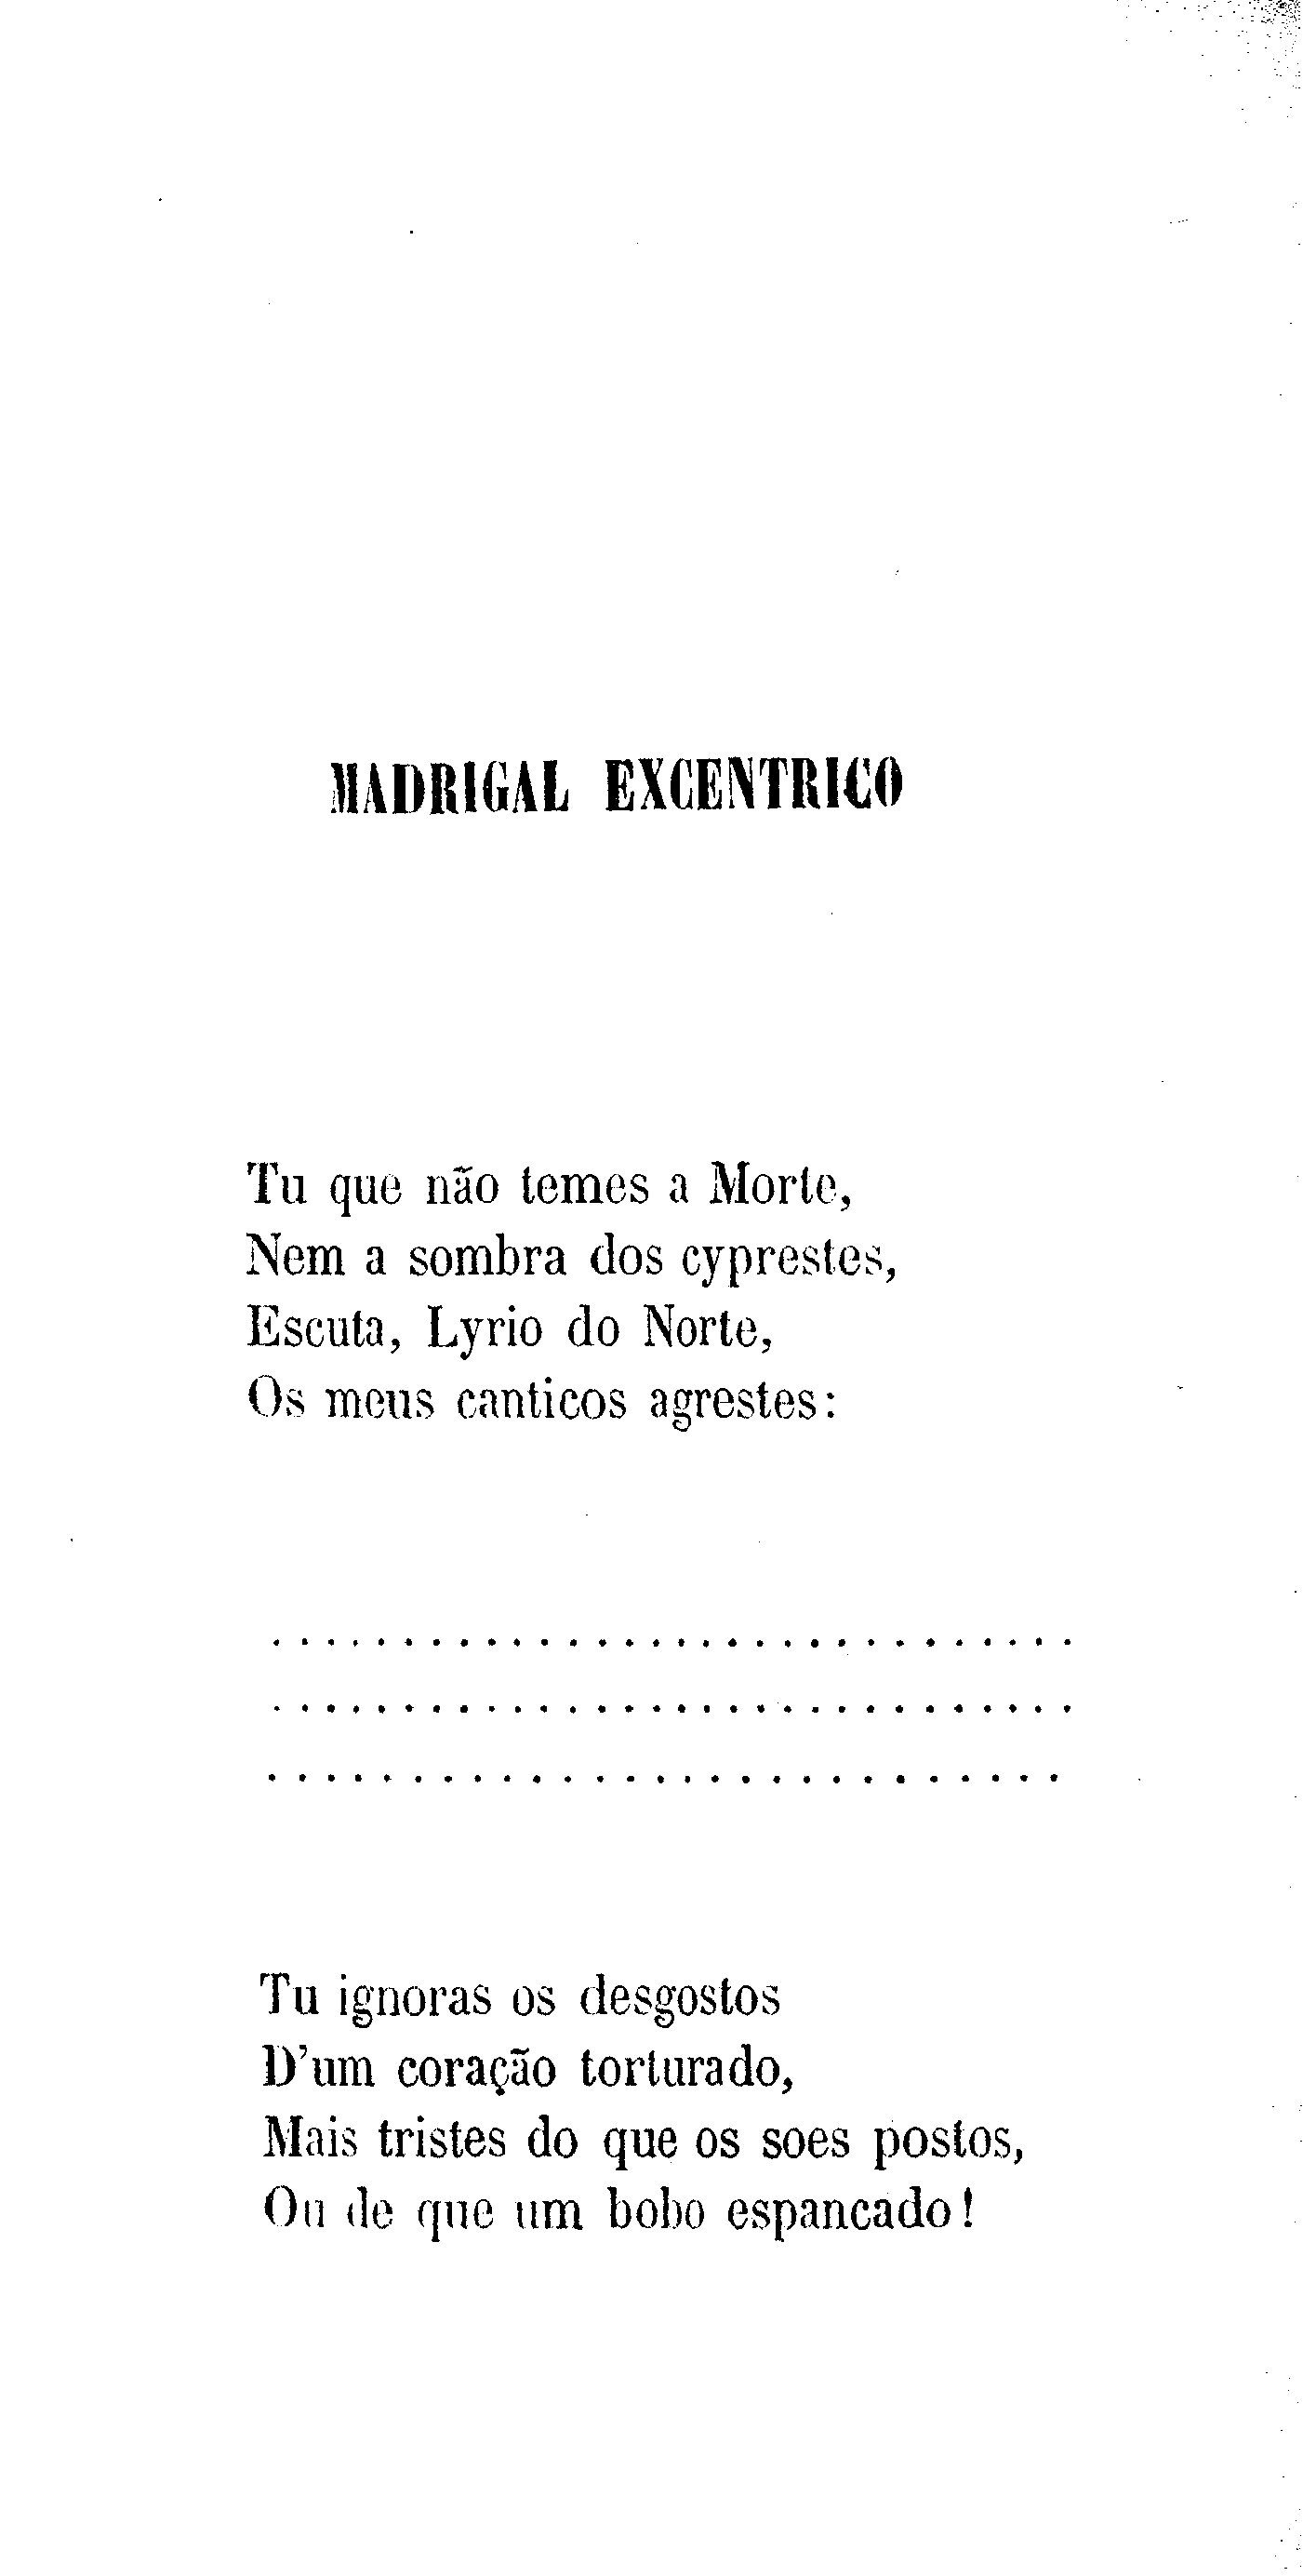 MADRIGAL EXCENTRICO
Tu que não temes a Morte,
Nem a sombra dos cyprestes,
Escuta, Lyrio do Norte,
Os meus canticos agrestes:
. . . . . . . . . . . . . . . . . . . . . . . . . . . . . .
. . . . . . . . . . . . . . . . . . . . . . . . . . . . . .
. . . . . . . . . . . . . . . . . . . . . . . . . . .
Tu ignoras os desgostos
D'um coração torturado,
Mais tristes do que os soes postos,
Ou de que um bobo espancado!